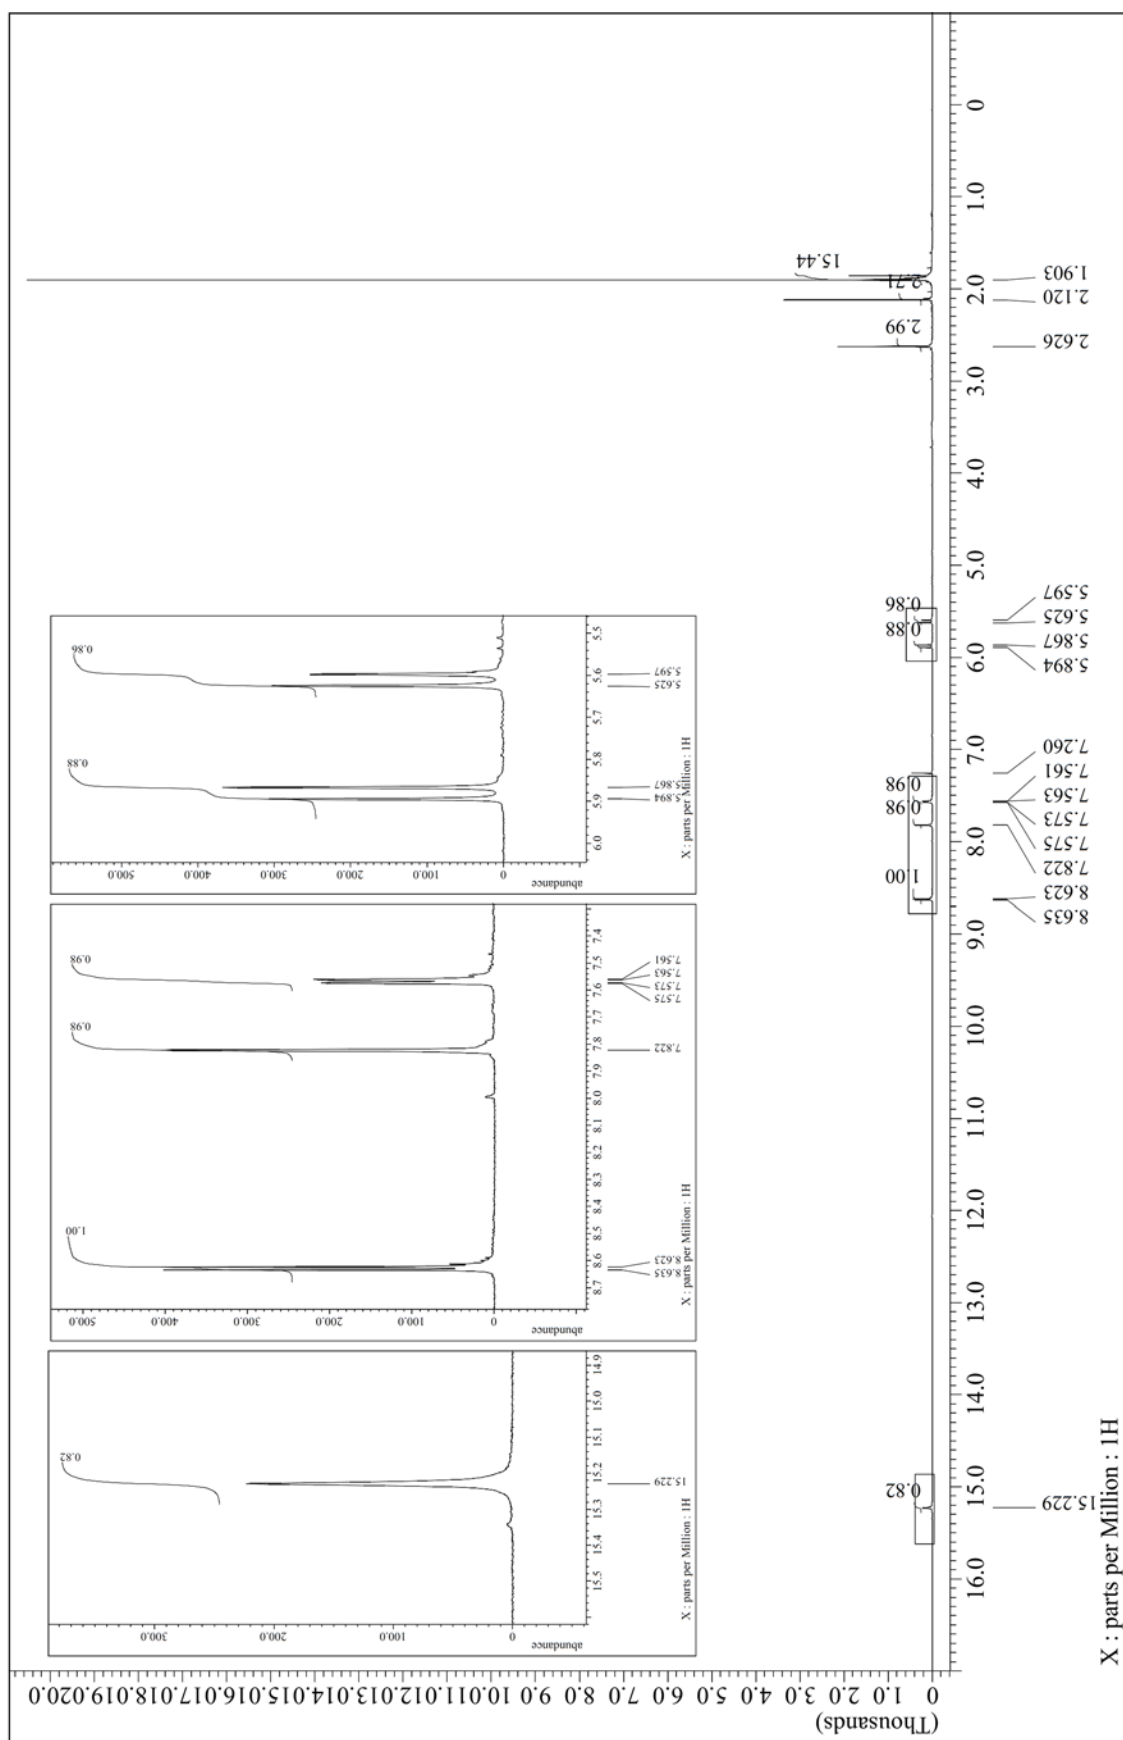 (Thousands)
0 1.0 2.0 3.0 4.0 5.0 6.0 7.0 8.0 9.0 10.0 11.0 12.0 13.0 14.0 15.0 16.0 17.0 18.0 19.0 20.0
abundance
0 100.0 200.0 300.0
0.82
15.5 15.4 15.3 15.2 15.1 15.0 14.9
15.229
X : parts per Million : 1H
abundance
0 100.0 200.0 300.0 400.0 500.0
1.00
0.98
0.98
8.7 8.6 8.5 8.4 8.3 8.2 8.1 8.0 7.9 7.8 7.7 7.6 7.5 7.4
8.635
8.623
7.822
7.575
7.573
7.563
7.561
X : parts per Million : 1H
abundance
0 100.0 200.0 300.0 400.0 500.0
0.88
0.86
6.0 5.9 5.8 5.7 5.6 5.5
5.894
5.867
5.625
5.597
X : parts per Million : 1H
0.82
1.00
0.98
0.98
0.88
0.86
2.99
2.71
15.44
16.0 15.0 14.0 13.0 12.0 11.0 10.0 9.0 8.0 7.0 6.0 5.0 4.0 3.0 2.0 1.0 0
15.229
8.635
8.623
7.822
7.575
7.573
7.563
7.561
7.260
5.894
5.867
5.625
5.597
2.626
2.120
1.903
X : parts per Million : 1H